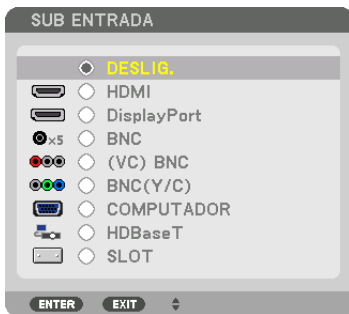 SUB ENTRADA
DESLIG.
HDMI
DisplayPort
×5 BNC
(VC) BNC
BNC(Y/C)
COMPUTADOR
HDBaseT
SLOT
ENTER EXIT